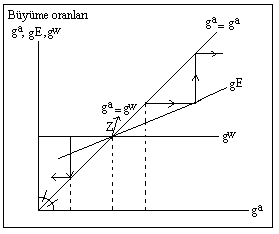 Büyüme oranları
gª, gE, gw
gª = gª
gE
gª = gw
Z
gw
gª